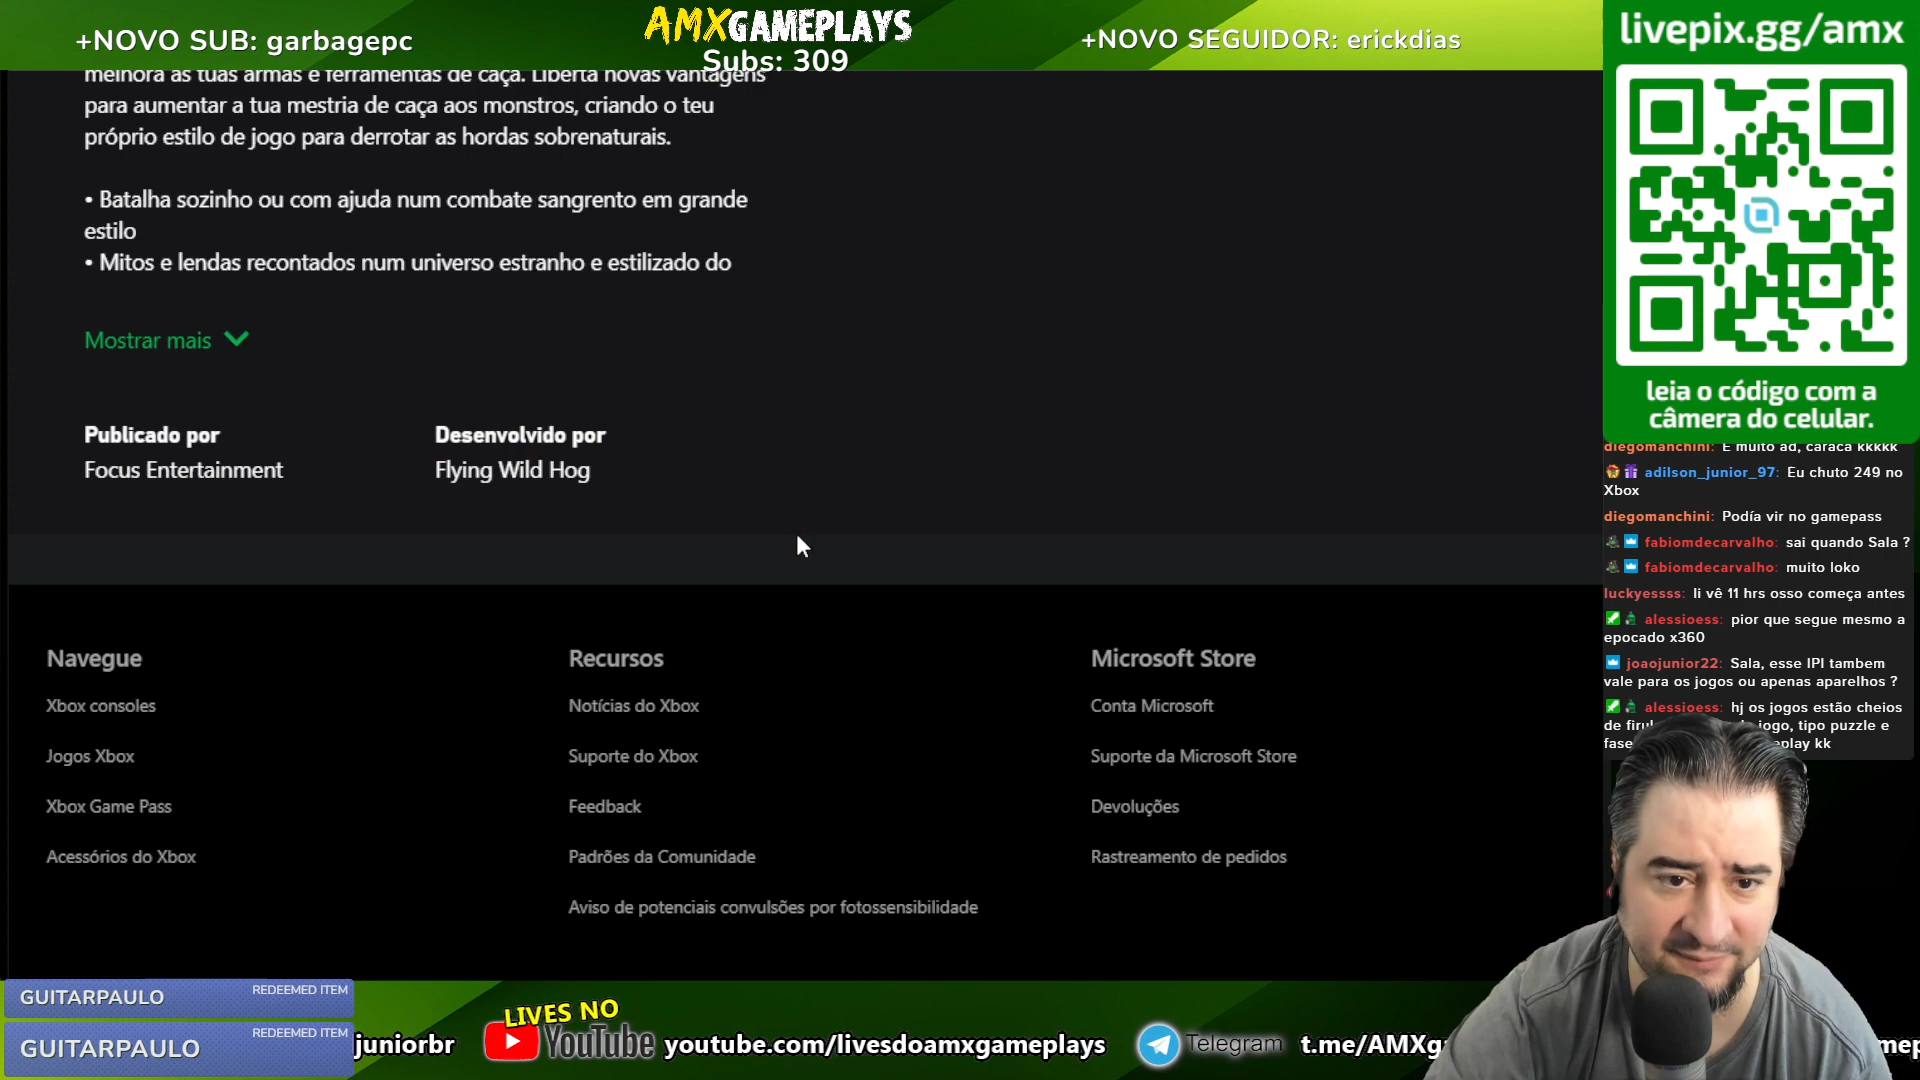 +NOVO SUB: garbagepc
AMXGAMEPLAYS
Subs: 309
+NOVO SEGUIDOR: erickdias
livepix.gg/amx
leia o código com a
câmera do celular.
melhora as tuas armas e ferramentas de caça. Liberta novas vantagens
para aumentar a tua mestria de caça aos monstros, criando o teu
próprio estilo de jogo para derrotar as hordas sobrenaturais.
• Batalha sozinho ou com ajuda num combate sangrento em grande
estilo
• Mitos e lendas recontados num universo estranho e estilizado do
Mostrar mais
Publicado por
Focus Entertainment
Desenvolvido por
Flying Wild Hog
Navegue
Xbox consoles
Jogos Xbox
Xbox Game Pass
Acessórios do Xbox
Recursos
Notícias do Xbox
Suporte do Xbox
Feedback
Padrões da Comunidade
Aviso de potenciais convulsões por fotossensibilidade
Microsoft Store
Conta Microsoft
Suporte da Microsoft Store
Devoluções
Rastreamento de pedidos
diegomanchini: E muito ad, caraca kkkkk
adilson_junior_97: Eu chuto 249 no
Xbox
diegomanchini: Podía vir no gamepass
fabiomdecarvalho: sai quando Sala ?
fabiomdecarvalho: muito loko
luckyessss: li vê 11 hrs osso começa antes
alessioess: pior que segue mesmo a
epocado x360
joaojunior22: Sala, esse IPI tambem
vale para os jogos ou apenas aparelhos ?
alessioess: hj os jogos estão cheios
de jogo, tipo puzzle e
fase kk
GUITARPAULO REDEEMED ITEM
GUITARPAULO REDEEMED ITEM
juniorbr
LIVES NO
YouTube
youtube.com/livesdoamxgameplays
Telegram
t.me/AMXg